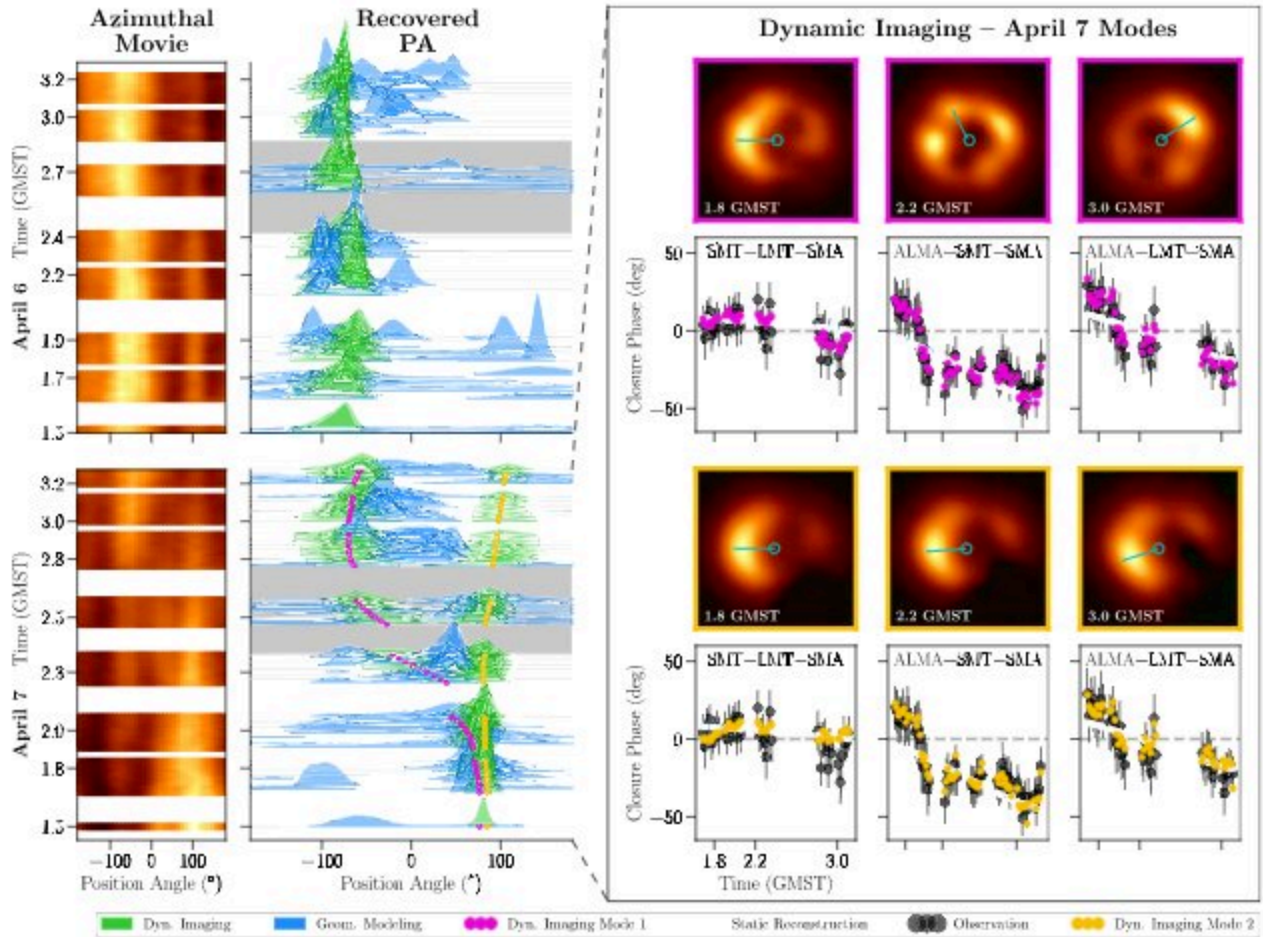 Azimuthal
Movie
Recovered
PA
Dynamic Imaging – April 7 Modes
April 6 Time (GMST)
3.2
3.0
2.7
2.4
2.2
1.9
1.7
1.5
April 7 Time (GMST)
3.2
3.0
2.8
2.5
2.3
2.0
1.8
1.5
−100 0 100
Position Angle (°)
−100 0 100
Position Angle (°)
1.8 GMST
2.2 GMST
3.0 GMST
Closure Phase (deg)
50
0
−50
SMT−LMT−SMA
ALMA−SMT−SMA
ALMA−LMT−SMA
1.8 GMST
2.2 GMST
3.0 GMST
Closure Phase (deg)
50
0
−50
SMT−LMT−SMA
ALMA−SMT−SMA
ALMA−LMT−SMA
1.8 2.2 3.0
Time (GMST)
Dyn. Imaging Geom. Modeling Dyn. Imaging Mode 1 Static Reconstruction Observation Dyn. Imaging Mode 2